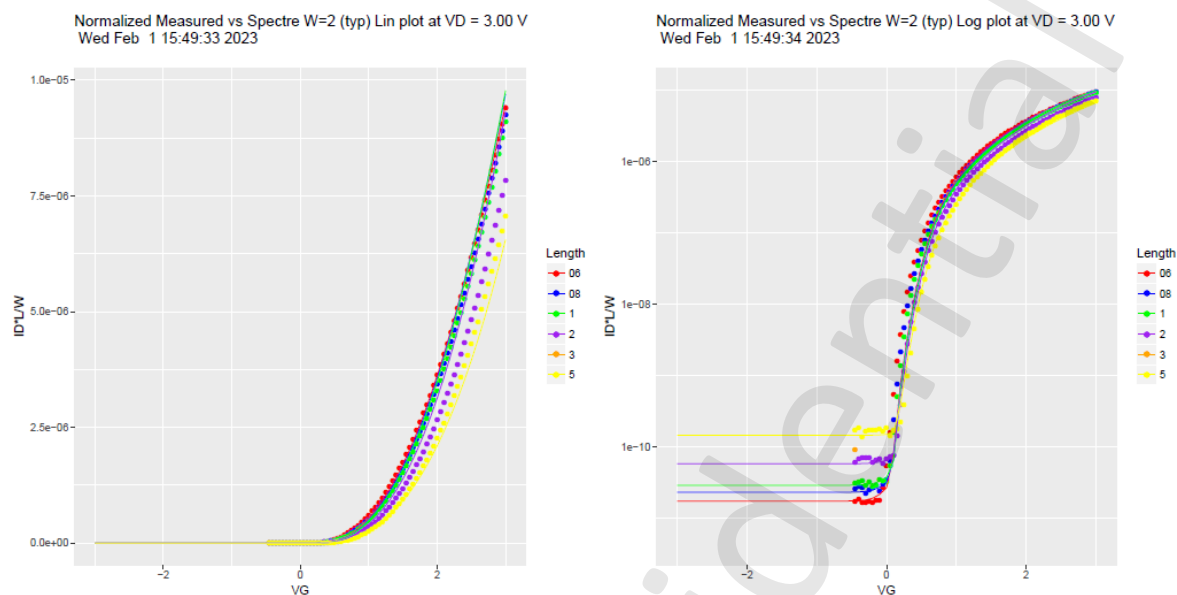 Normalized Measured vs Spectre W=2 (typ) Lin plot at VD = 3.00 V
Wed Feb 1 15:49:33 2023
1.0e-05
7.5e-06
5.0e-06
2.5e-06
0.0e+00
ID*L/W
-2
0
2
VG
Length
06
08
1
2
3
5
Normalized Measured vs Spectre W=2 (typ) Log plot at VD = 3.00 V
Wed Feb 1 15:49:34 2023
1e-06
1e-08
1e-10
ID*L/W
-2
0
2
VG
Length
06
08
1
2
3
5
idential